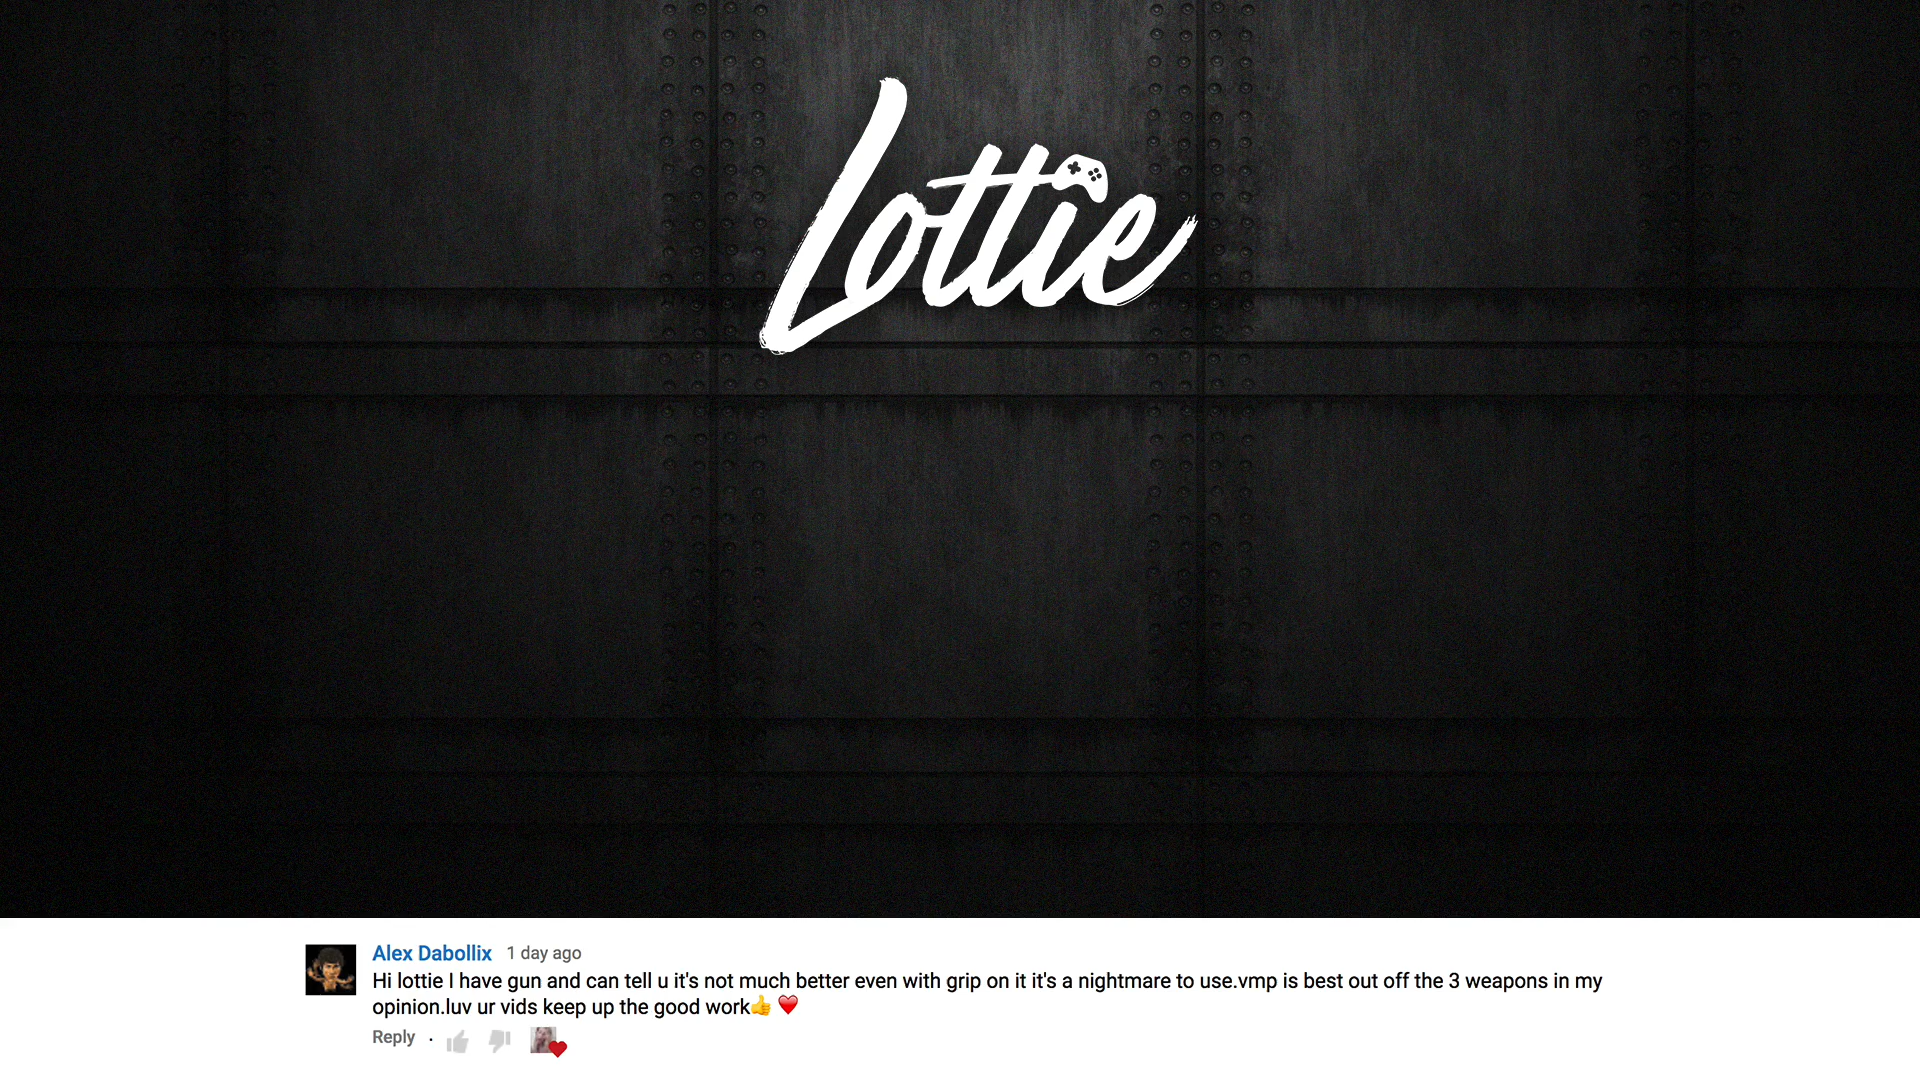 Lottie
Alex Dabollix 1 day ago
Hi lottie I have gun and can tell u it's not much better even with grip on it it's a nightmare to use.vmp is best out off the 3 weapons in my
opinion.luv ur vids keep up the good work👍 ❤️
Reply ·